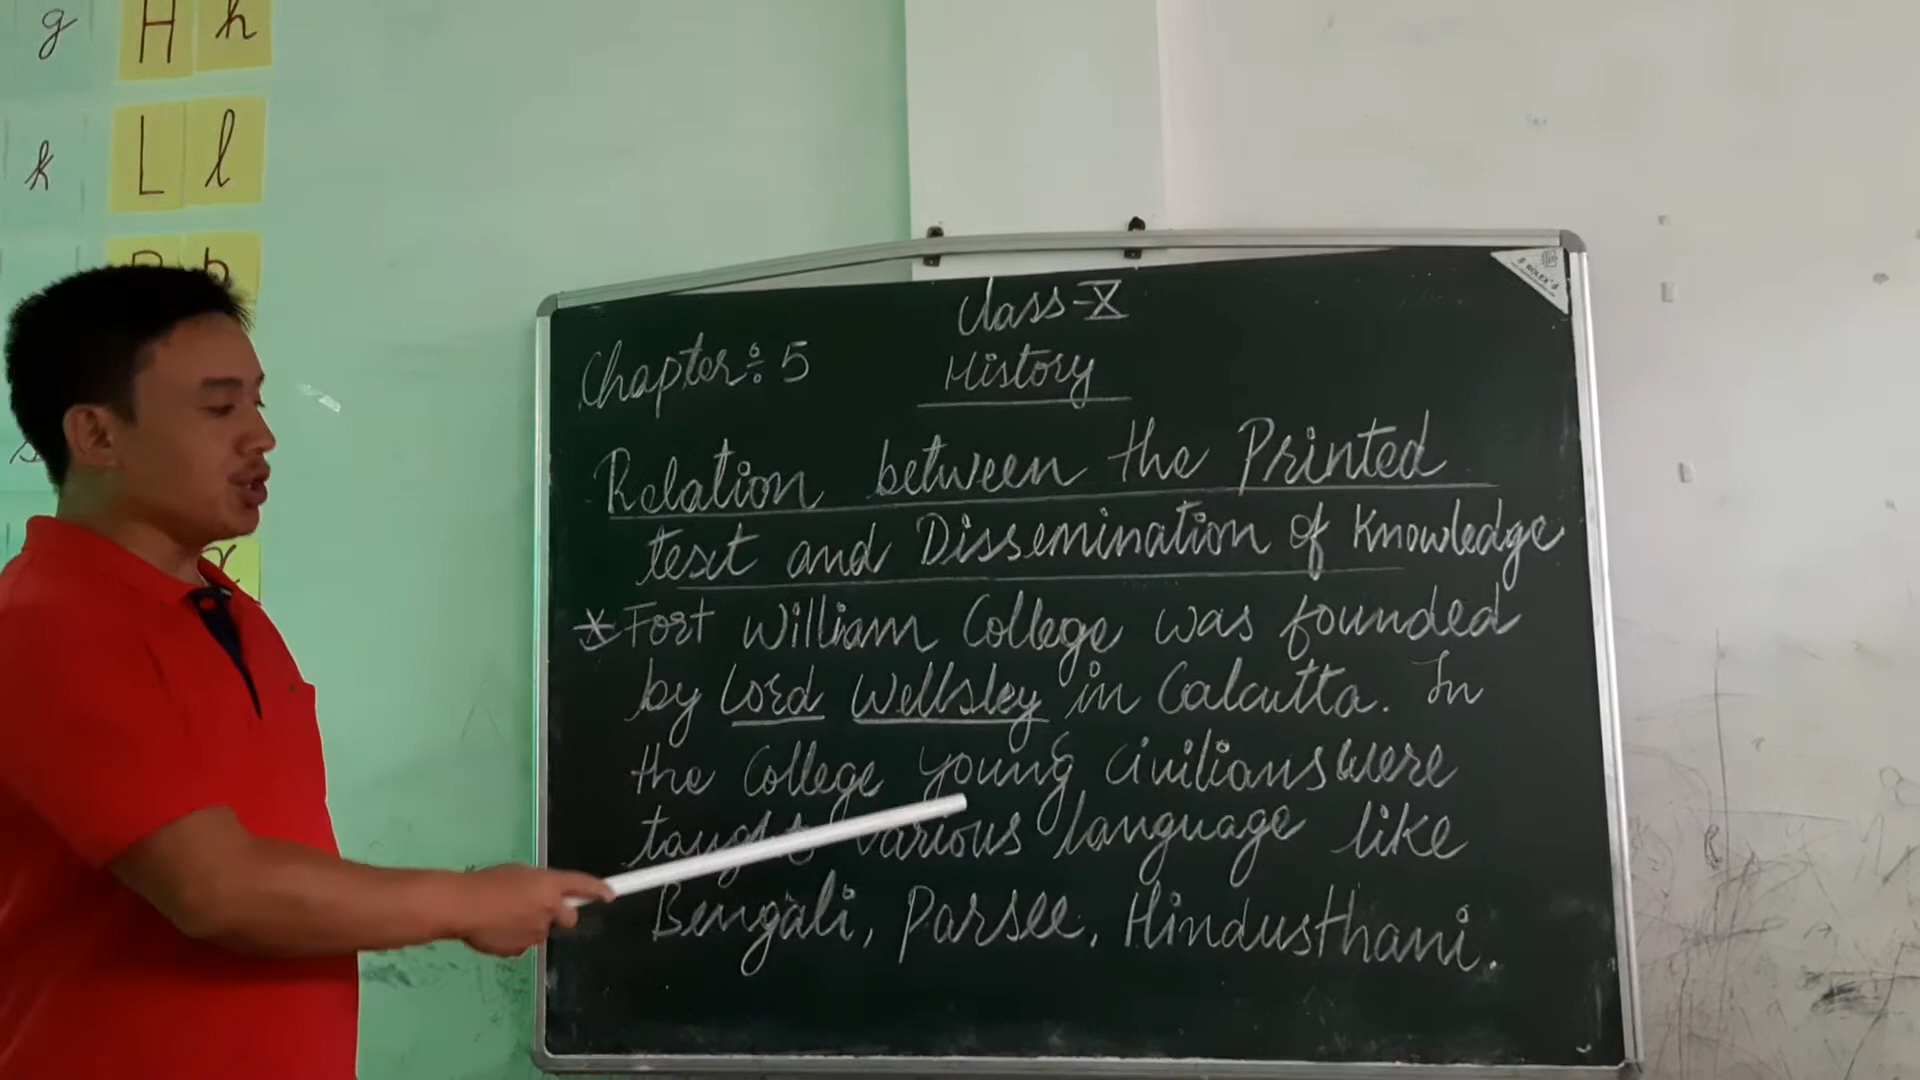 g H h
k L l
Class-X
Chapter: 5
History
Relation between the Printed
text and Dissemination of Knowledge
* Fort William College was founded
by Lord Wellsley in Calcutta. In
the College young civilians were
taught various language like
Bengali, Parsee, Hindusthani.